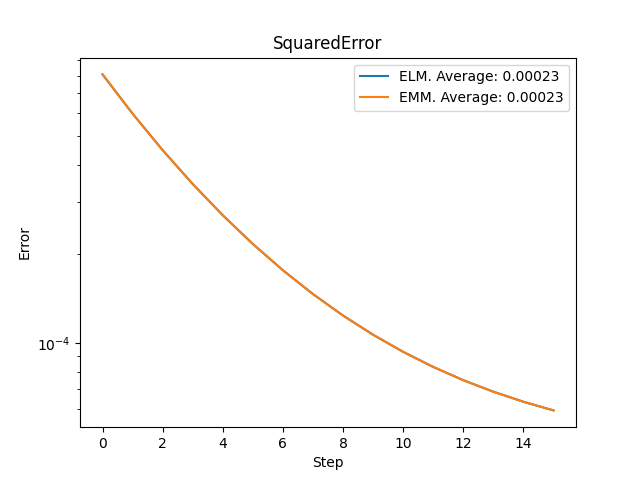 SquaredError
ELM. Average: 0.00023
EMM. Average: 0.00023
Error
10⁻⁴
0 2 4 6 8 10 12 14
Step